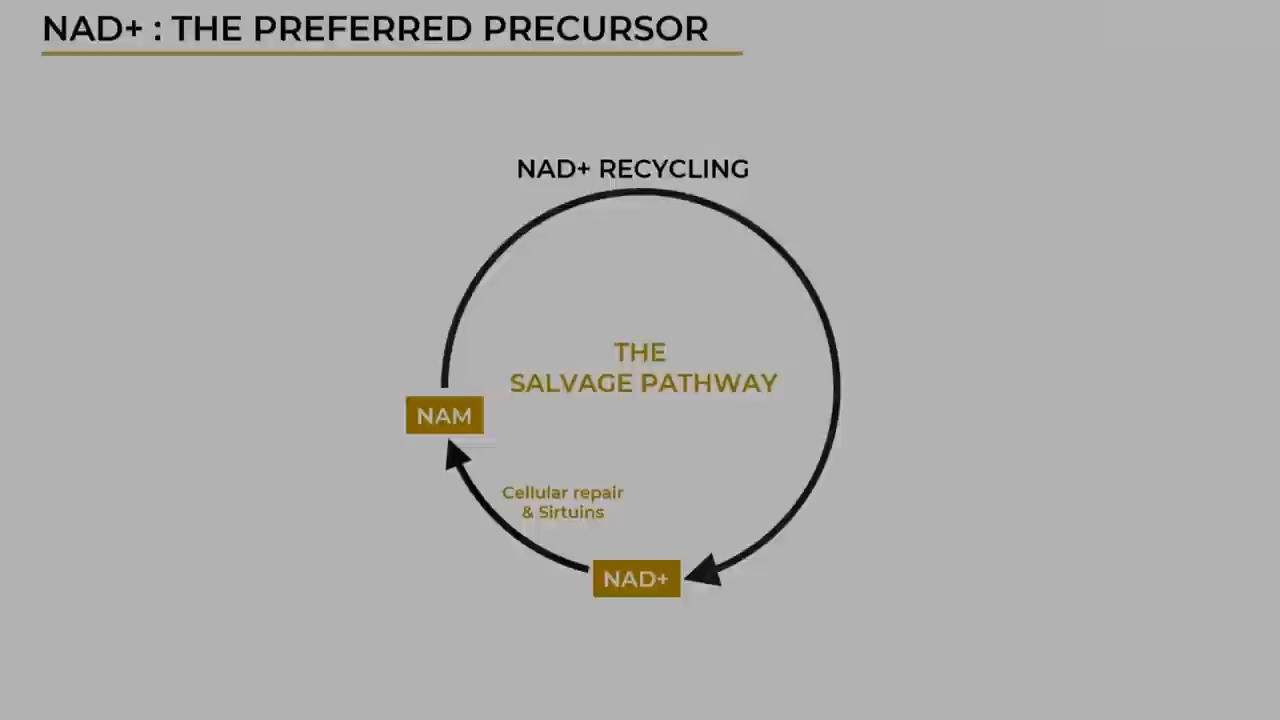 NAD+ : THE PREFERRED PRECURSOR
NAD+ RECYCLING
THE
SALVAGE PATHWAY
NAM
Cellular repair
& Sirtuins
NAD+